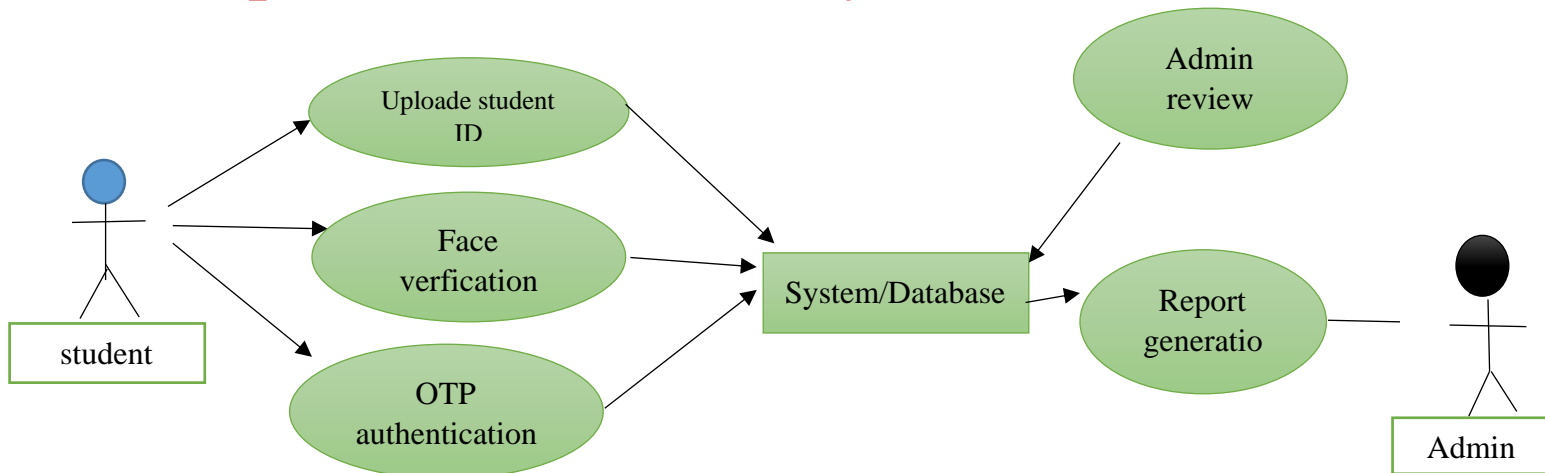 Uploade student
ID
Admin
review
Face
verfication
System/Database
Report
generatio
student
OTP
authentication
Admin